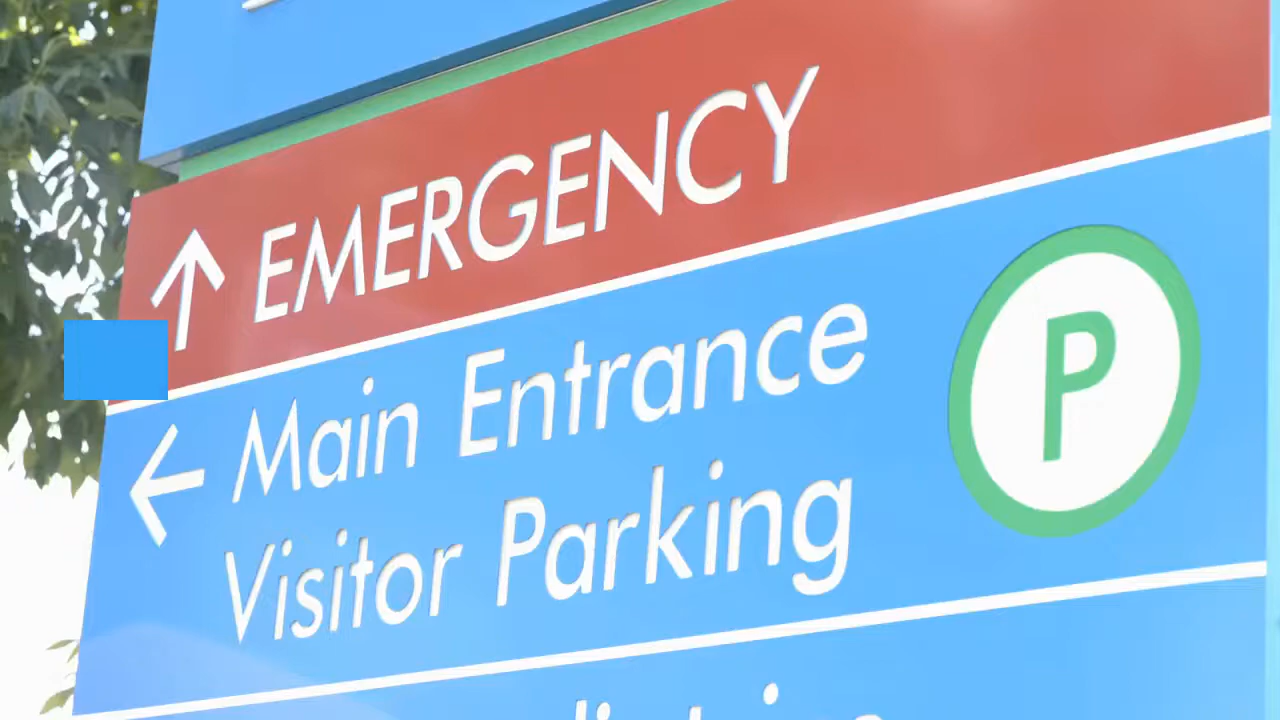 ↑ EMERGENCY
← Main Entrance
Visitor Parking
P